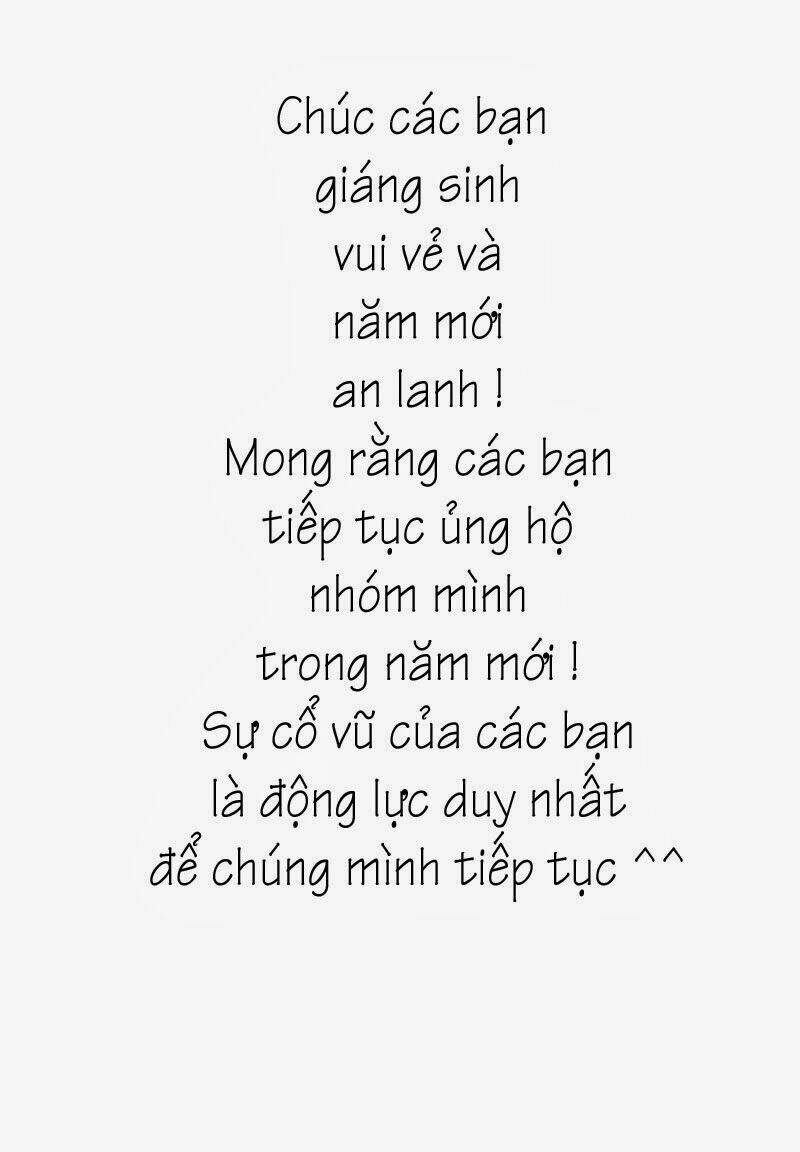 Chúc các bạn
giáng sinh
vui vẻ và
năm mới
an lanh !
Mong rằng các bạn
tiếp tục ủng hộ
nhóm mình
trong năm mới !
Sự cổ vũ của các bạn
là động lực duy nhất
để chúng mình tiếp tục ^^